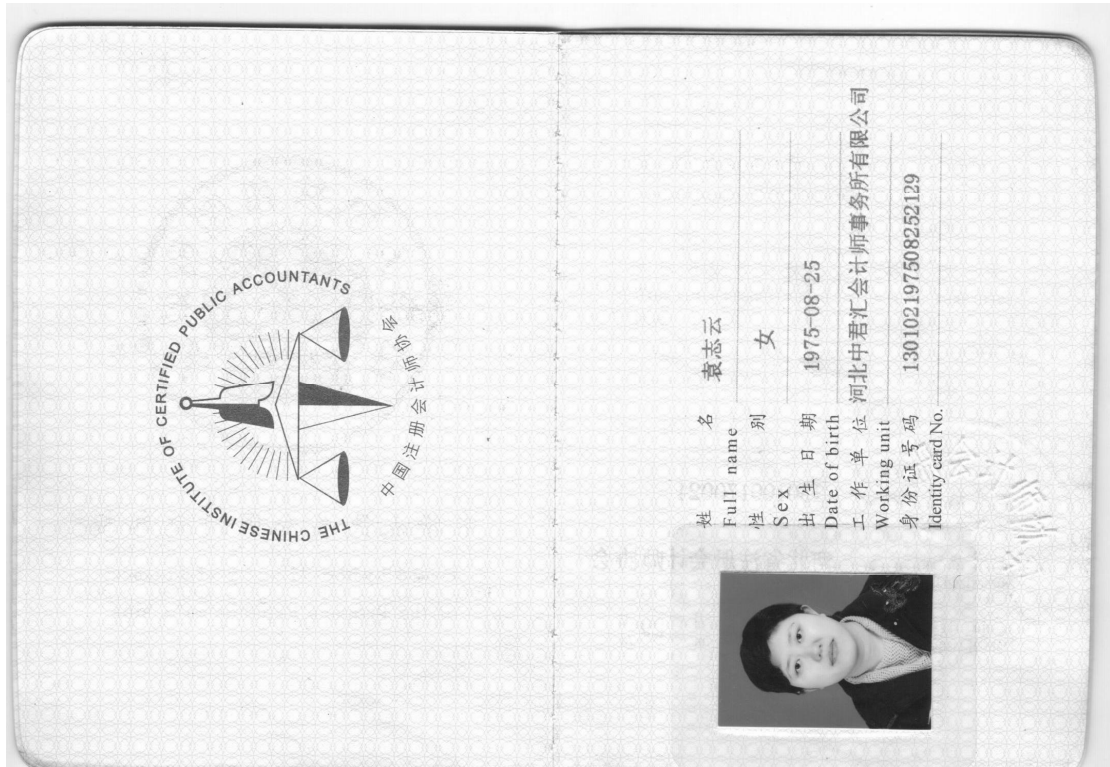 THE CHINESE INSTITUTE OF CERTIFIED PUBLIC ACCOUNTANTS
中国注册会计师协会
姓 名 袁志云
Full name
性 别 女
Sex
出 生 日 期 1975-08-25
Date of birth
工 作 单 位 河北中君汇会计师事务所有限公司
Working unit
身 份 证 号 码 130102197508252129
Identity card No.